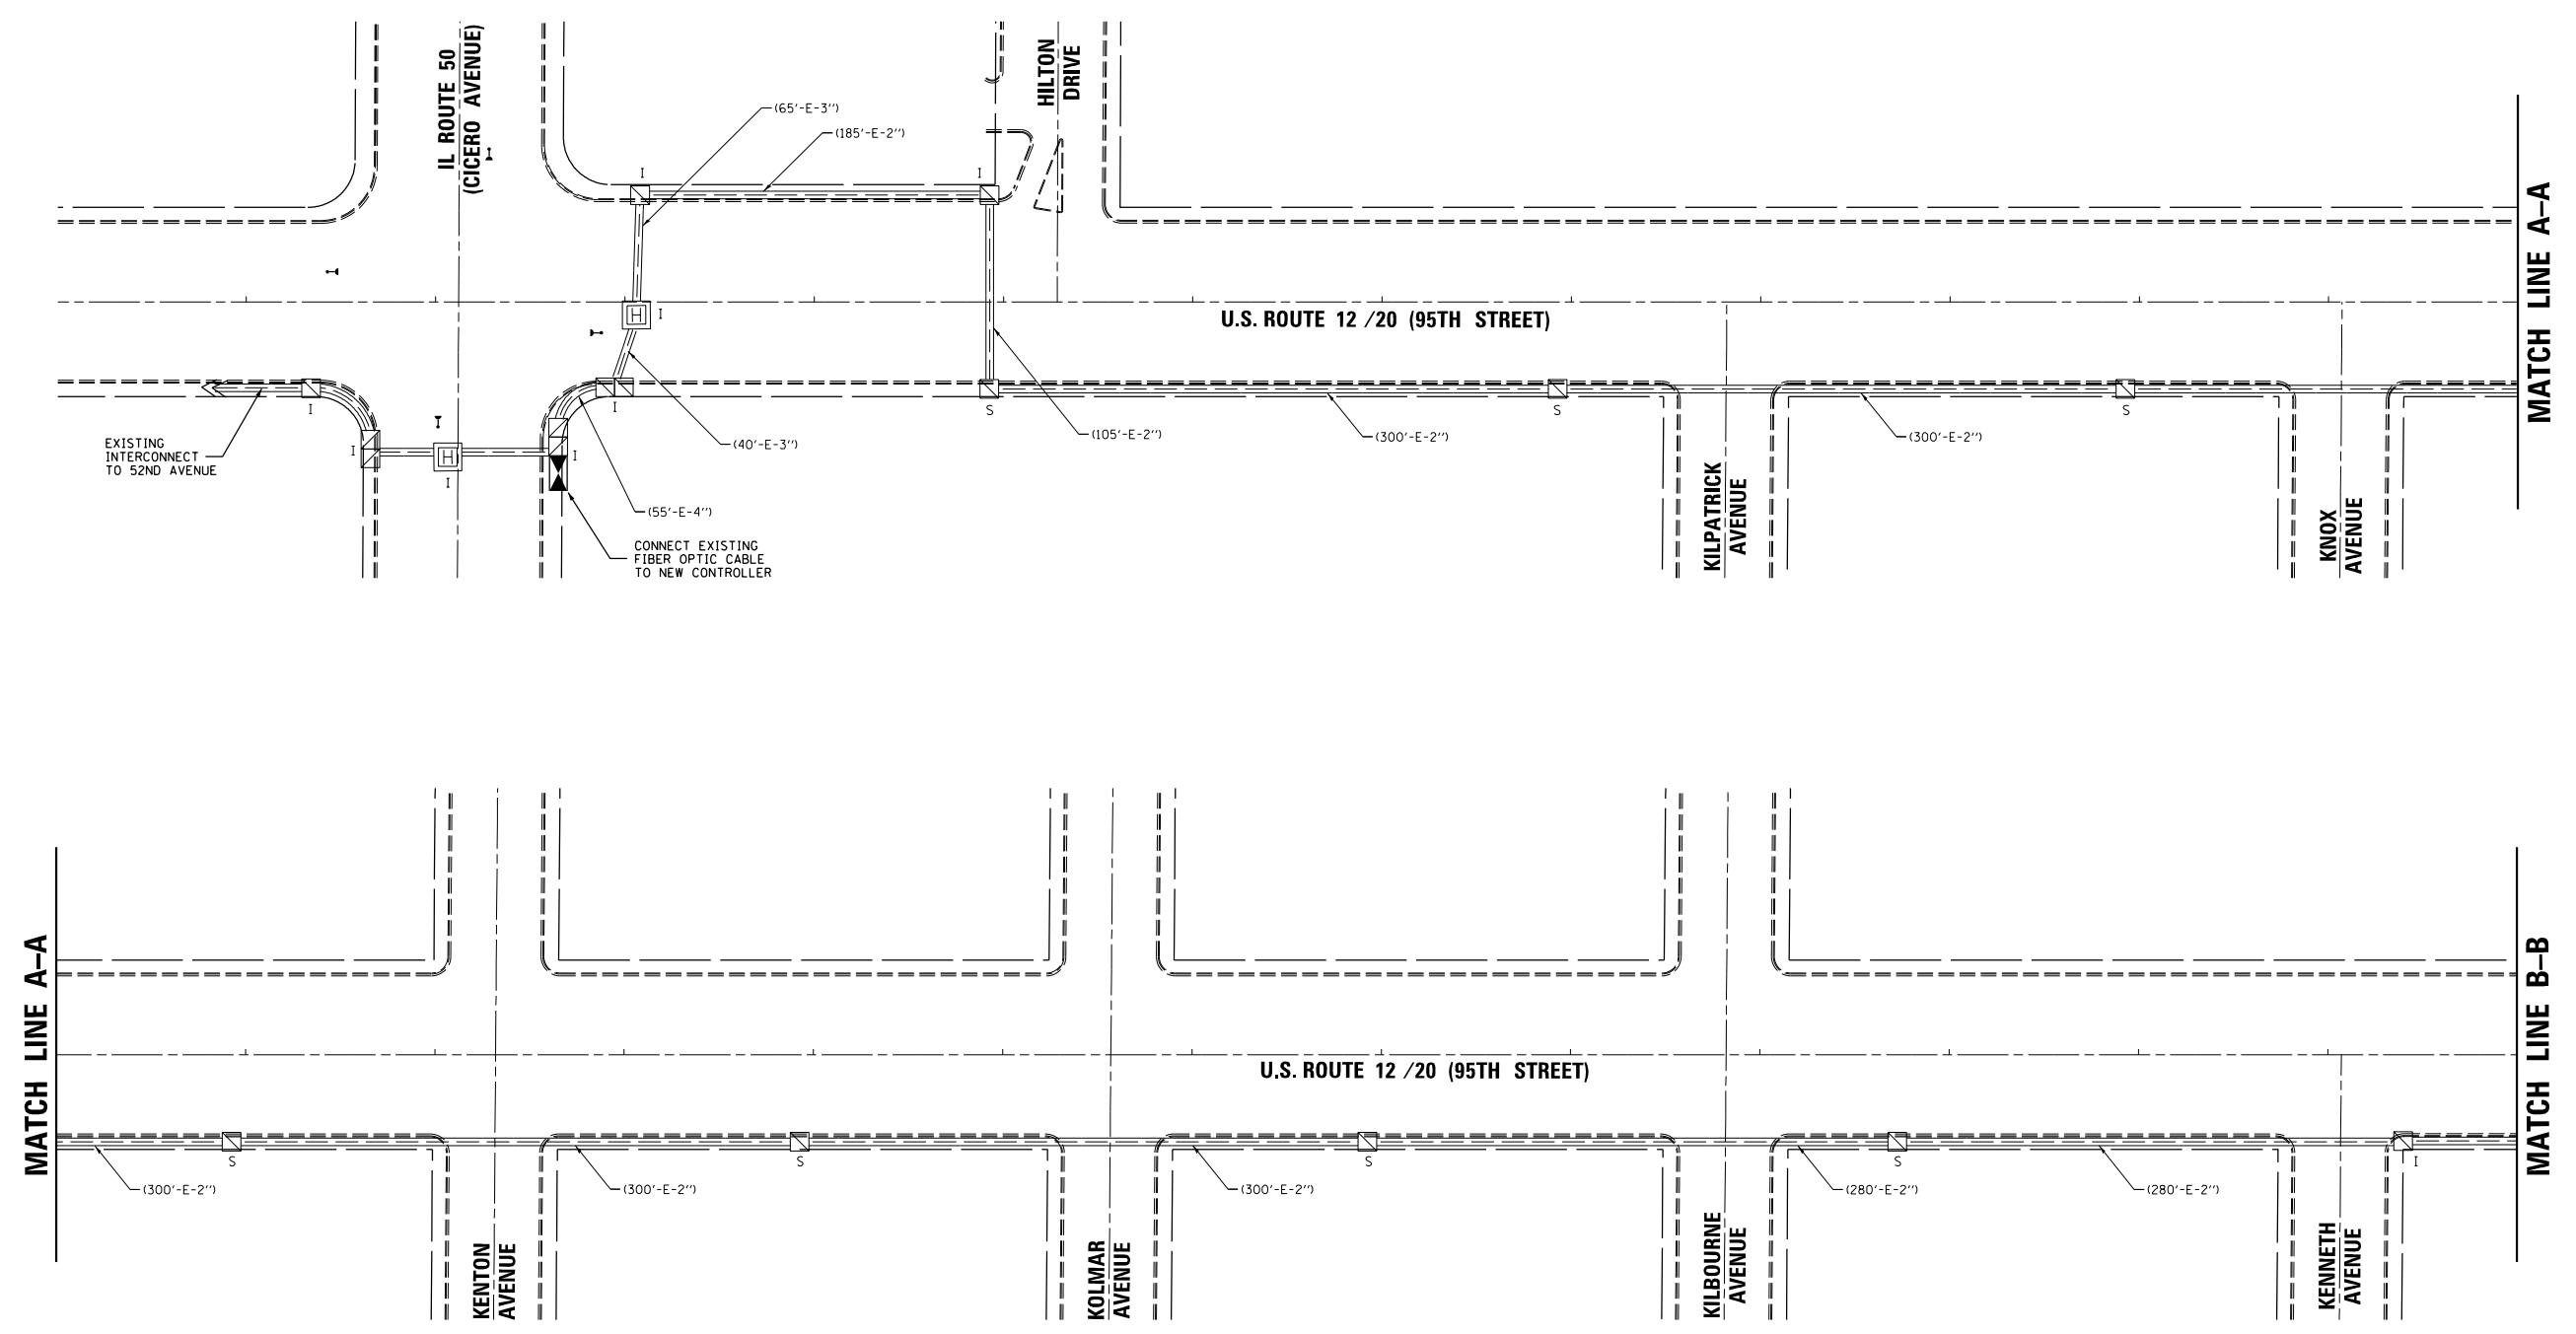 IL ROUTE 50
(CICERO AVENUE)
HILTON
DRIVE
(65'-E-3")
(185'-E-2")
I
I
H
I
U.S. ROUTE 12 /20 (95TH STREET)
MATCH LINE A-A
I
I
S
S
S
(105'-E-2")
(300'-E-2")
(300'-E-2")
(40'-E-3")
EXISTING
INTERCONNECT
TO 52ND AVENUE
I
H
I
I
(55'-E-4")
CONNECT EXISTING
FIBER OPTIC CABLE
TO NEW CONTROLLER
KILPATRICK
AVENUE
KNOX
AVENUE
MATCH LINE A-A
U.S. ROUTE 12 /20 (95TH STREET)
MATCH LINE B-B
S
S
S
S
I
(300'-E-2")
(300'-E-2")
(300'-E-2")
(280'-E-2")
(280'-E-2")
KENTON
AVENUE
KOLMAR
AVENUE
KILBOURNE
AVENUE
KENNETH
AVENUE